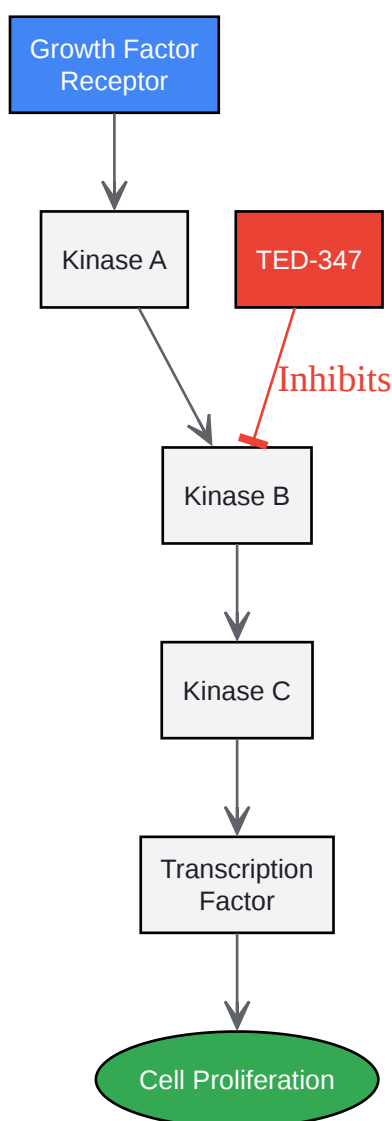 Growth Factor
Receptor
Kinase A
TED-347
Inhibits
Kinase B
Kinase C
Transcription
Factor
Cell Proliferation